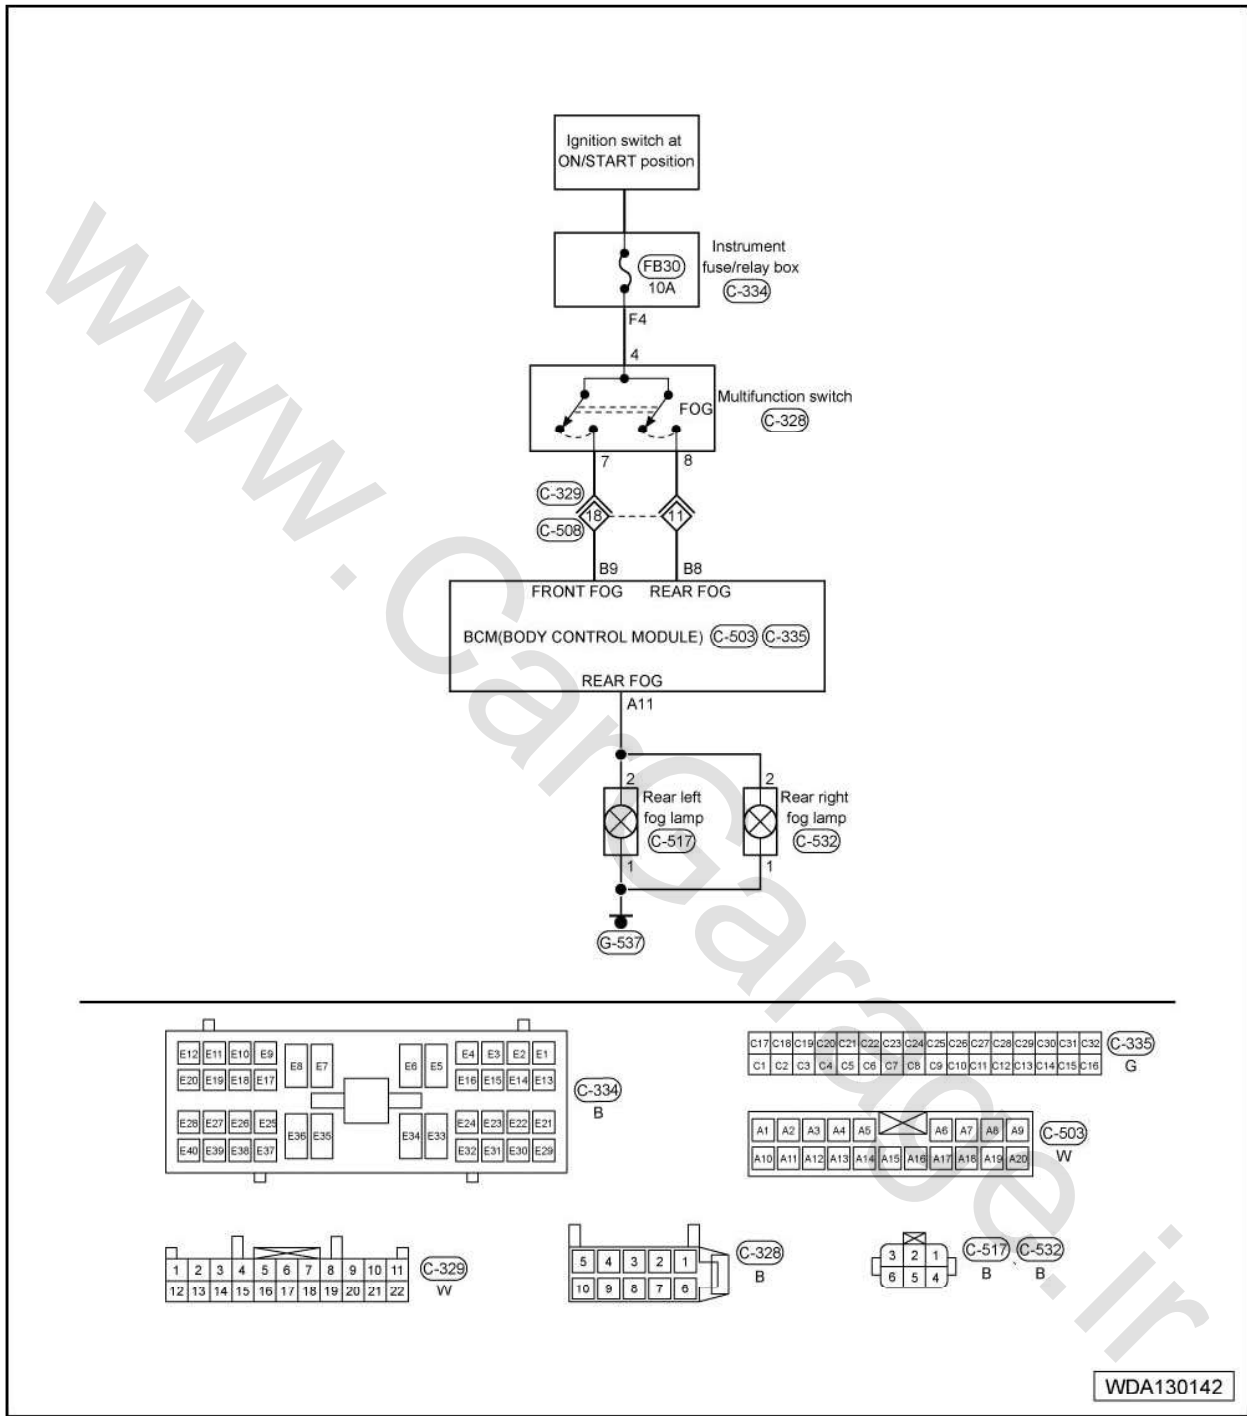 Ignition switch at
ON/START position
Instrument
fuse/relay box
FB30
10A
C-334
F4
4
FOG
Multifunction switch
C-328
7 8
C-329
18 11
C-508
B9 B8
FRONT FOG REAR FOG
BCM(BODY CONTROL MODULE) C-503 C-335
REAR FOG
A11
2 2
Rear left
fog lamp
C-517
Rear right
fog lamp
C-532
1 1
G-537
E12 E11 E10 E9 E8 E7 E6 E5 E4 E3 E2 E1
E20 E19 E18 E17 E16 E15 E14 E13
E28 E27 E26 E25 E36 E35 E34 E33 E24 E23 E22 E21
E40 E39 E38 E37 E32 E31 E30 E29
C-334
B
C17 C18 C19 C20 C21 C22 C23 C24 C25 C26 C27 C28 C29 C30 C31 C32
C1 C2 C3 C4 C5 C6 C7 C8 C9 C10 C11 C12 C13 C14 C15 C16
C-335
G
A1 A2 A3 A4 A5 A6 A7 A8 A9
A10 A11 A12 A13 A14 A15 A16 A17 A18 A19 A20
C-503
W
1 2 3 4 5 6 7 8 9 10 11
12 13 14 15 16 17 18 19 20 21 22
C-329
W
5 4 3 2 1
10 9 8 7 6
C-328
B
3 2 1
6 5 4
C-517 C-532
B B
WDA130142
www.CarGarage.ir